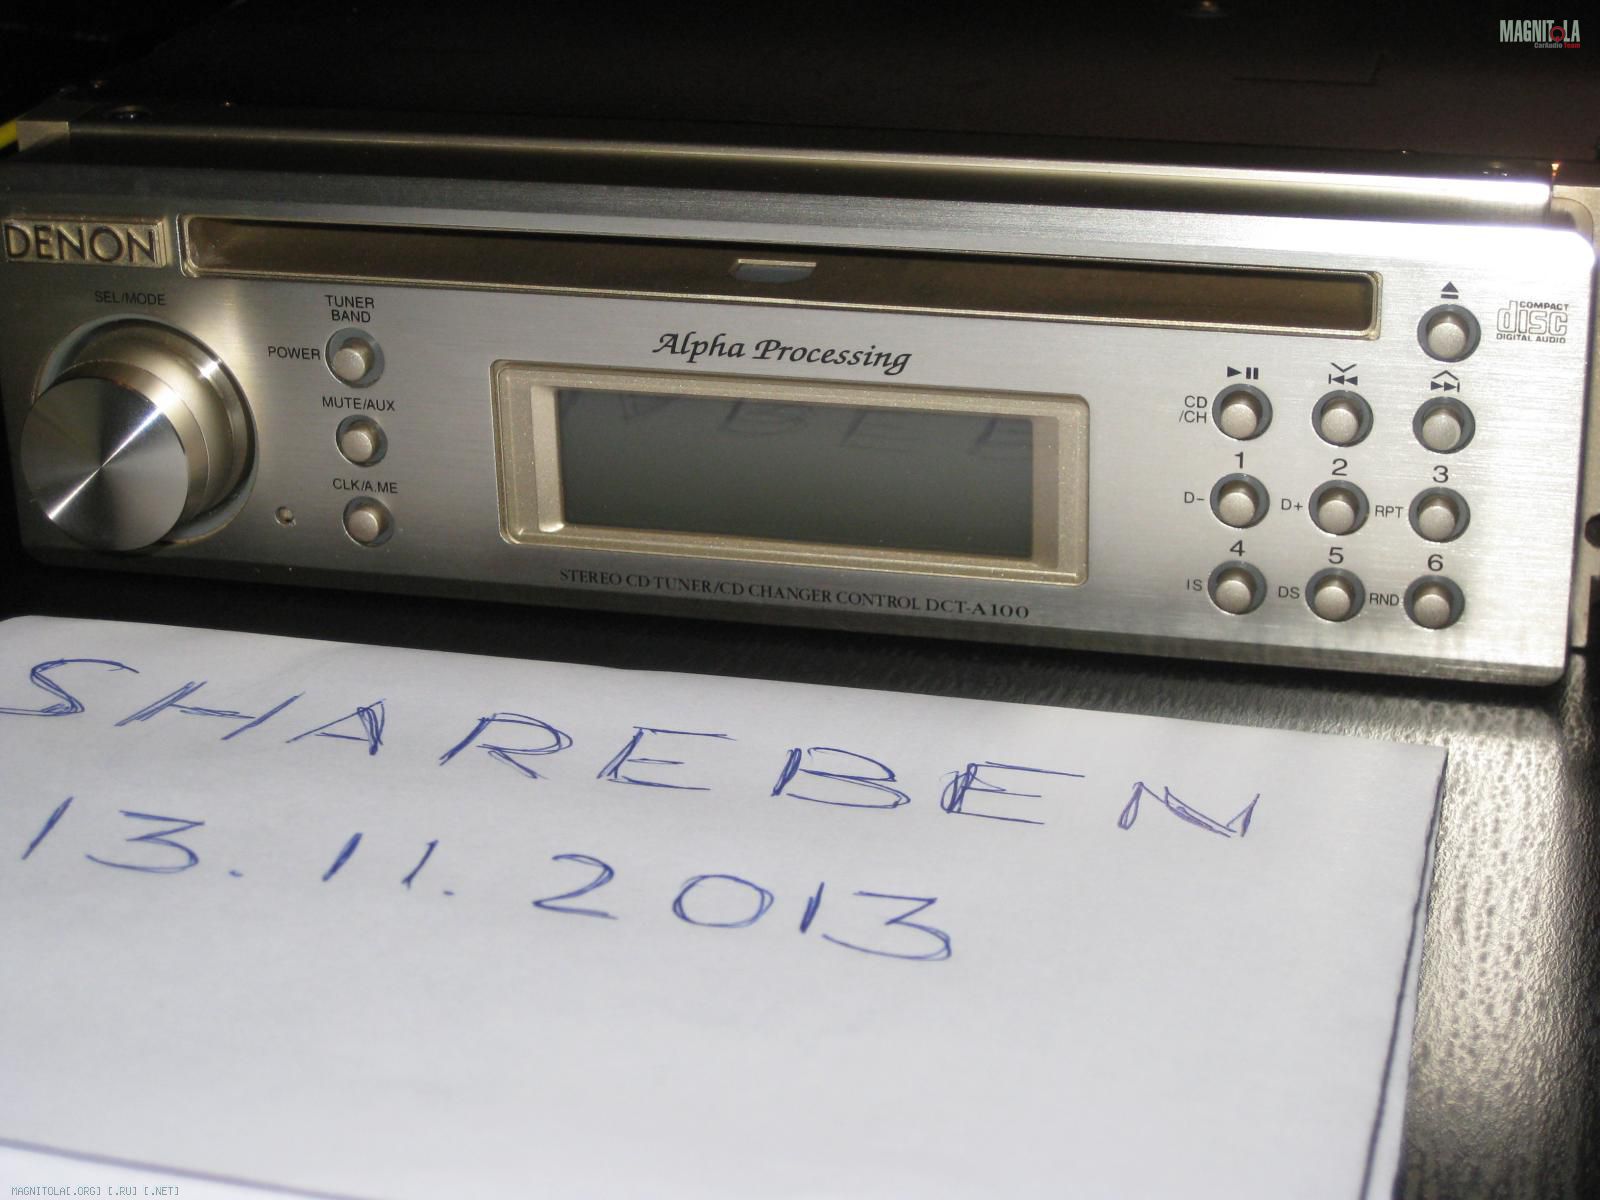 MAGNITOLA
CarAudio Team
DENON
SEL/MODE
TUNER
BAND
POWER
MUTE/AUX
CLK/A.ME
Alpha Processing
STEREO CD TUNER/CD CHANGER CONTROL DCT-A100
COMPACT
disc
DIGITAL AUDIO
CD
/CH
1 2 3
D- D+ RPT
4 5 6
IS DS RND
SHAREBEN
13.11.2013
MAGNITOLA[.ORG] [.RU] [.NET]